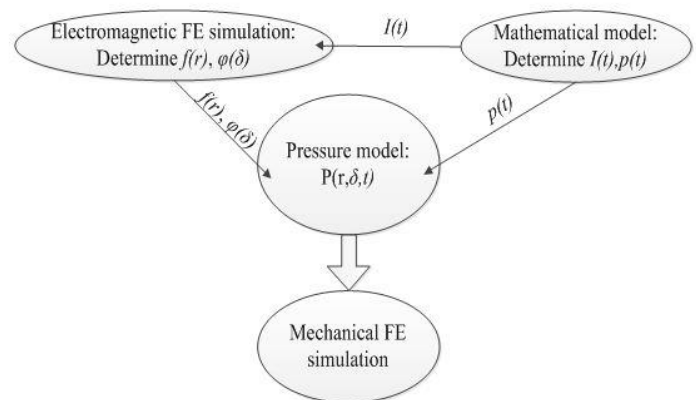 Electromagnetic FE simulation:
Determine f(r), φ(δ)
I(t)
Mathematical model:
Determine I(t),p(t)
f(r), φ(δ)
p(t)
Pressure model:
P(r,δ,t)
Mechanical FE
simulation